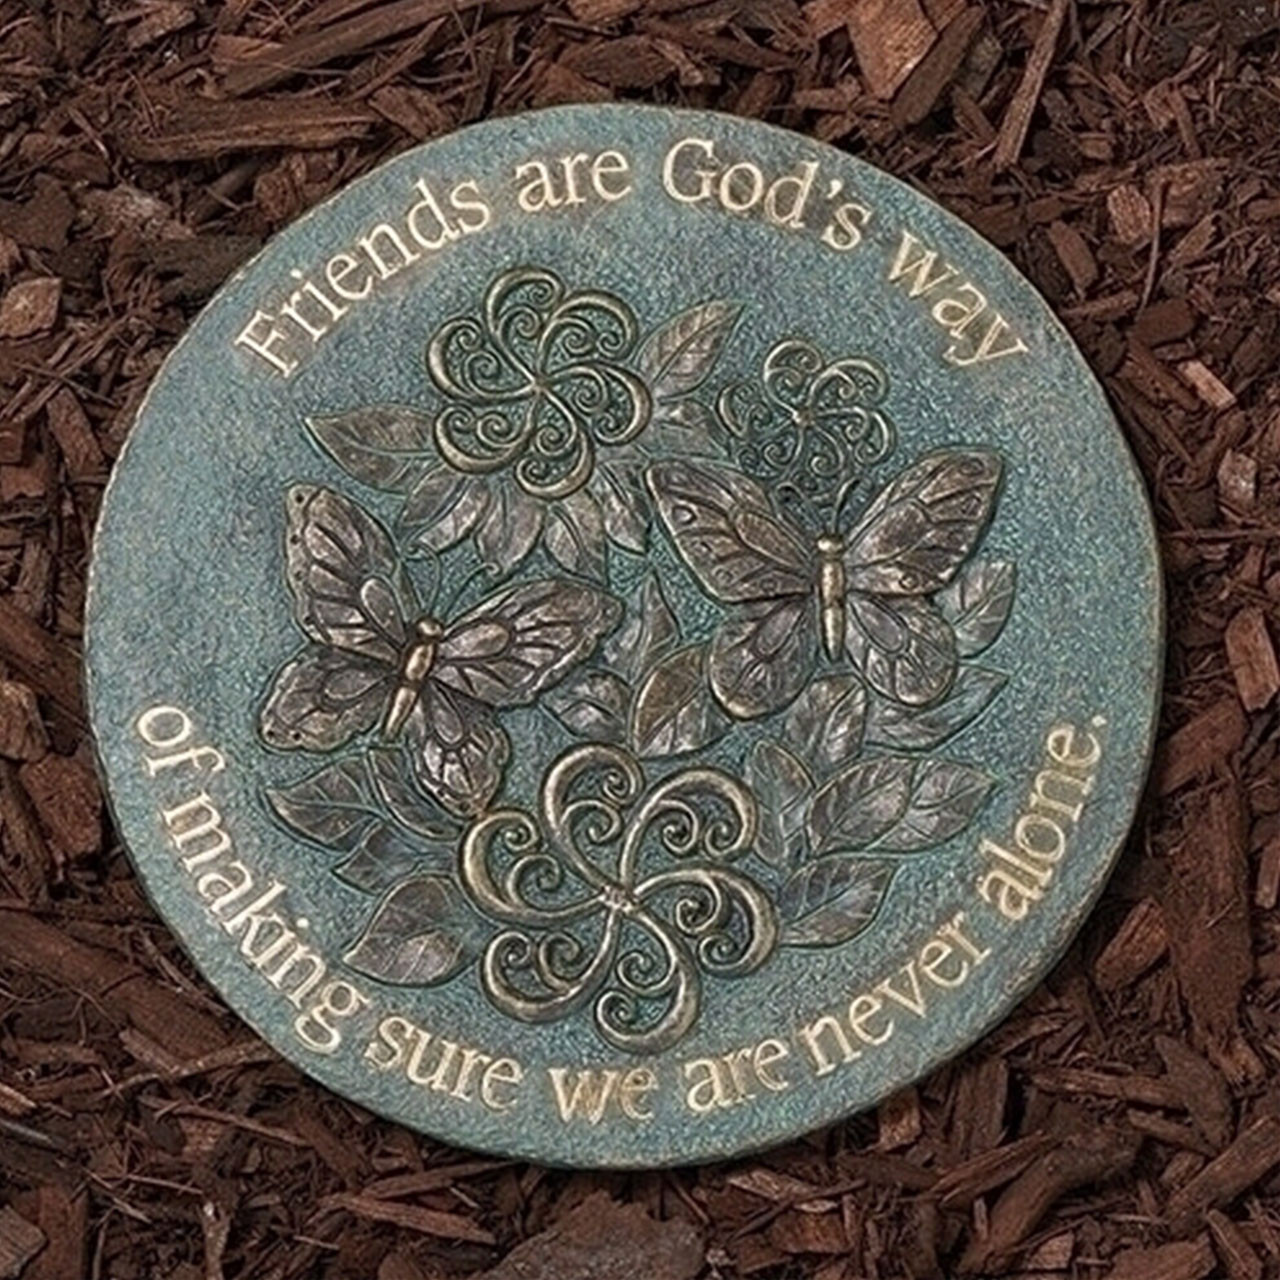 Friends are God's way
of making sure we are never alone.